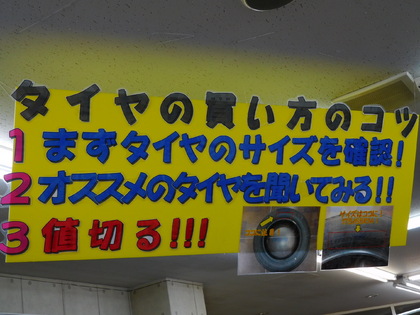 タイヤの買い方のコツ
1 まずタイヤのサイズを確認!
2 オススメのタイヤを聞いてみる!!
3 値切る!!!